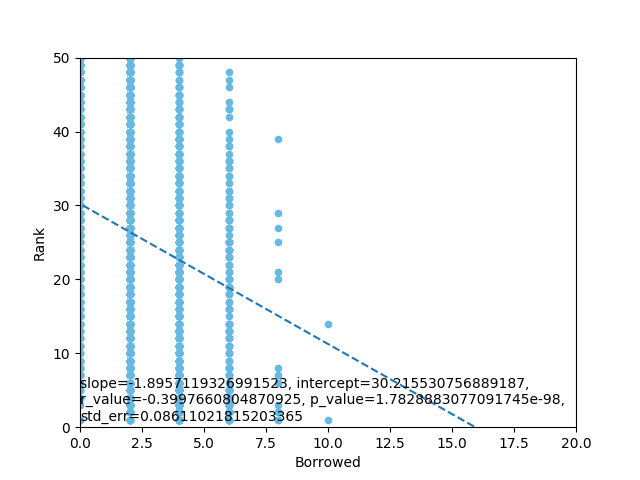 50
40
30
20
10
0
Rank
slope=-1.8957119326991523, intercept=30.215530756889187,
r_value=-0.3997660804870925, p_value=1.7828883077091745e-98,
std_err=0.08611021815203365
0.0 2.5 5.0 7.5 10.0 12.5 15.0 17.5 20.0
Borrowed